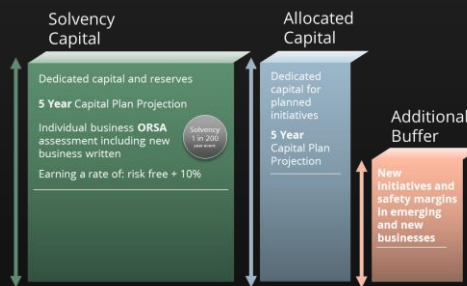 Solvency
Capital
Dedicated capital and reserves
5 Year Capital Plan Projection
Individual business ORSA
assessment including new
business written
Earning a rate of: risk free + 10%
Solvency
1 in 200
year event
Allocated
Capital
Dedicated
capital for
planned
initiatives
5 Year
Capital Plan
Projection
Additional
Buffer
New
initiatives and
safety margins
in emerging
and new
businesses